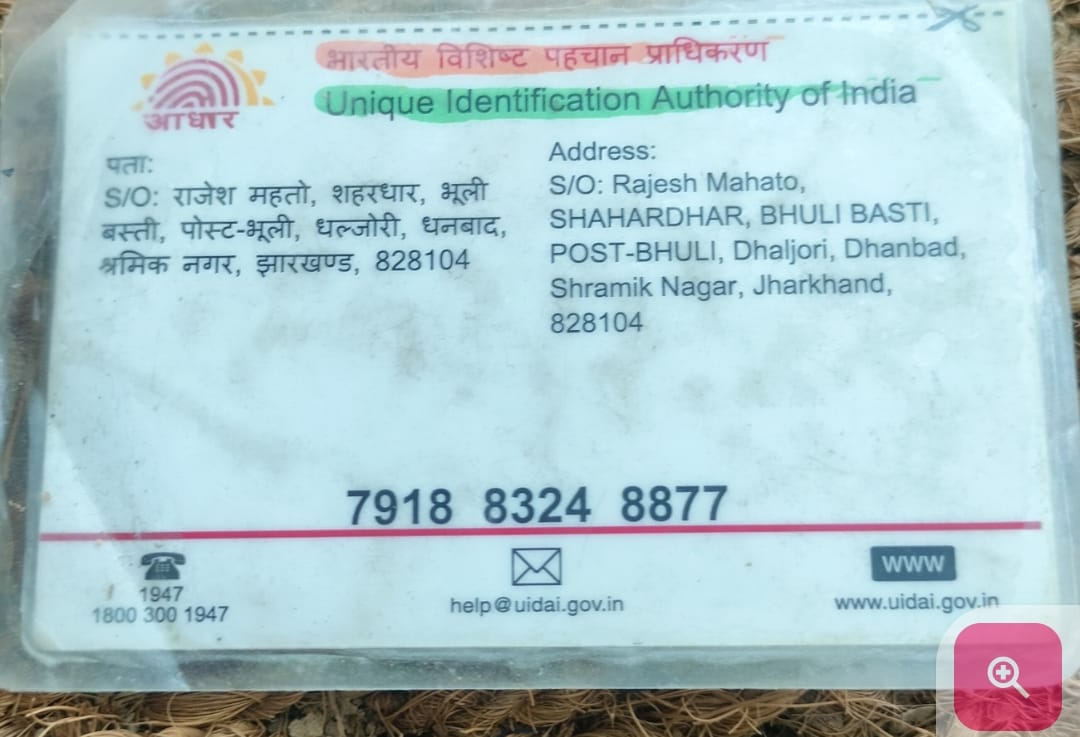 भारतीय विशिष्ट पहचान प्राधिकरण
Unique Identification Authority of India
आधार
पता:
S/O: राजेश महतो, शहरधार, भूली
बस्ती, पोस्ट-भूली, धल्जोरी, धनबाद,
श्रमिक नगर, झारखण्ड, 828104
Address:
S/O: Rajesh Mahato,
SHAHARDHAR, BHULI BASTI,
POST-BHULI, Dhaljori, Dhanbad,
Shramik Nagar, Jharkhand,
828104
7918 8324 8877
1947
1800 300 1947
help@uidai.gov.in
www
www.uidai.gov.in